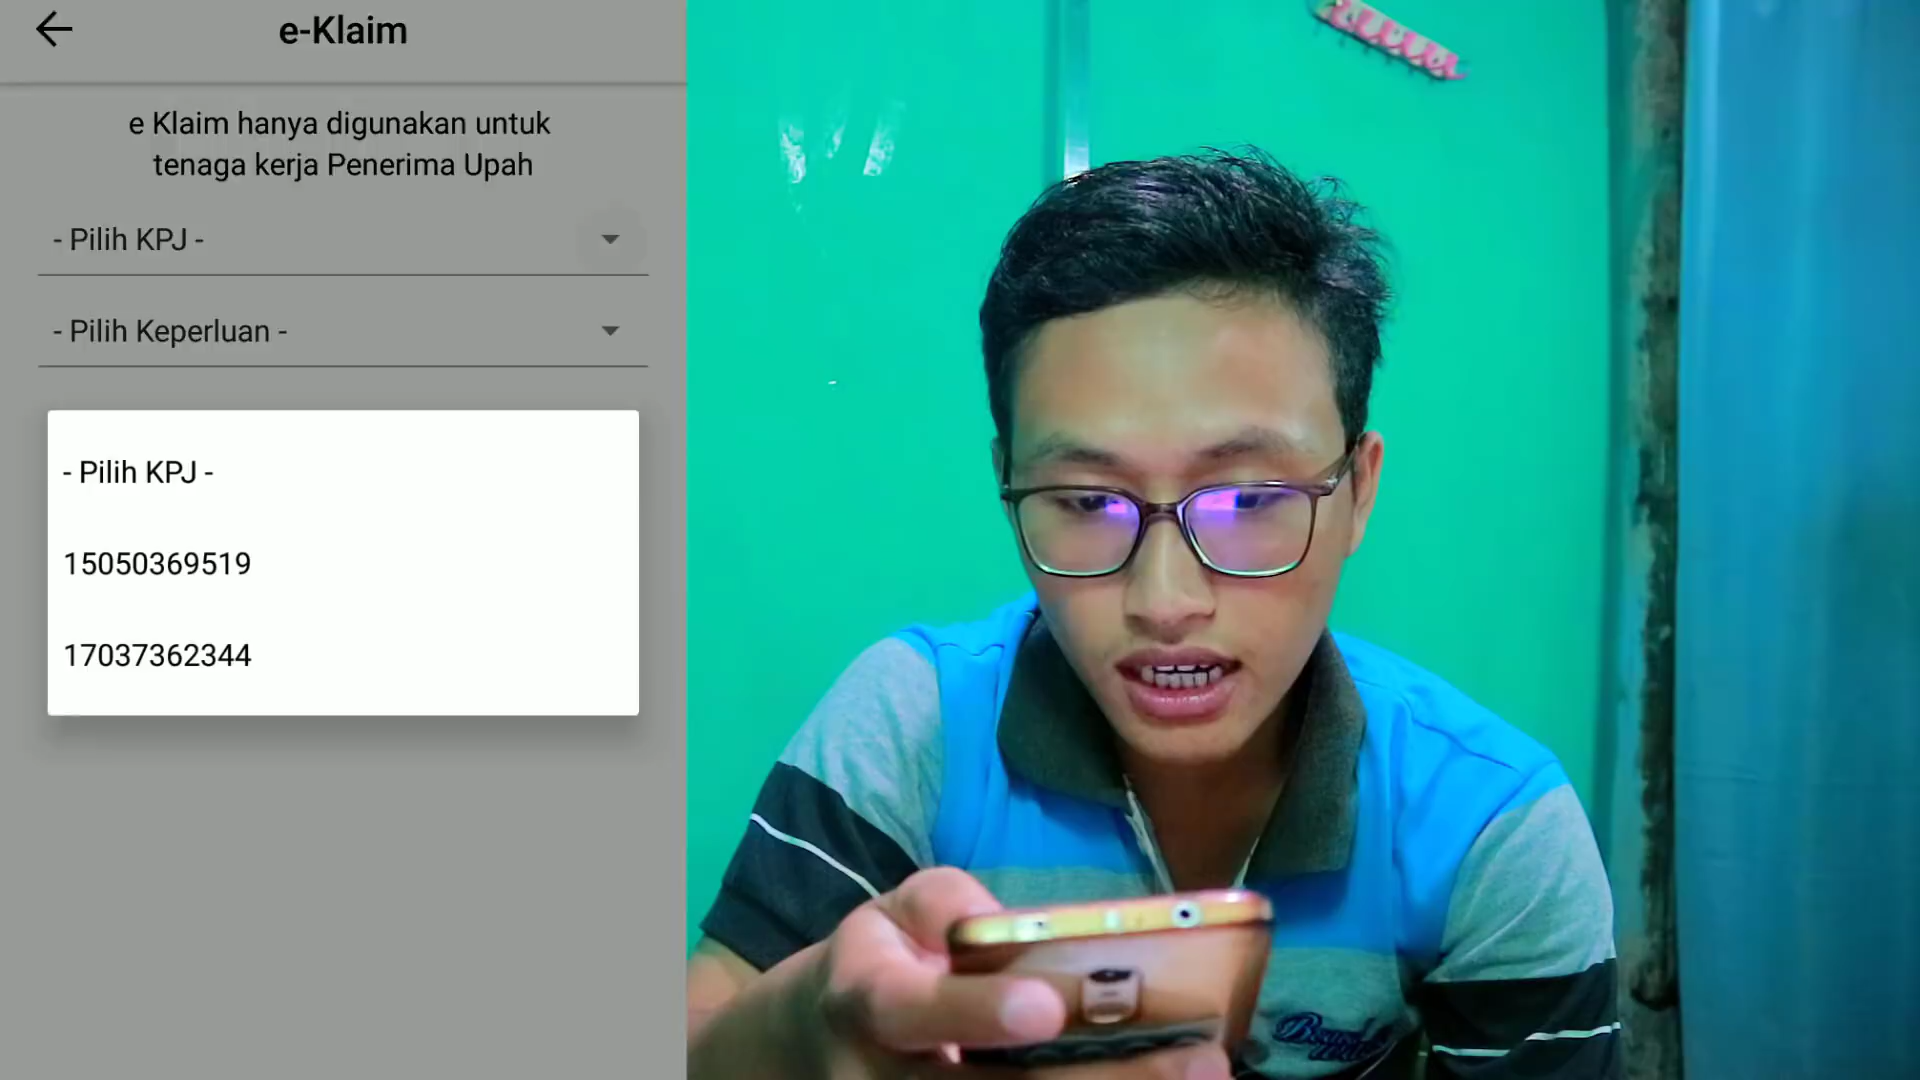 e-Klaim
e Klaim hanya digunakan untuk
tenaga kerja Penerima Upah
- Pilih KPJ -
- Pilih Keperluan -
- Pilih KPJ -
15050369519
17037362344